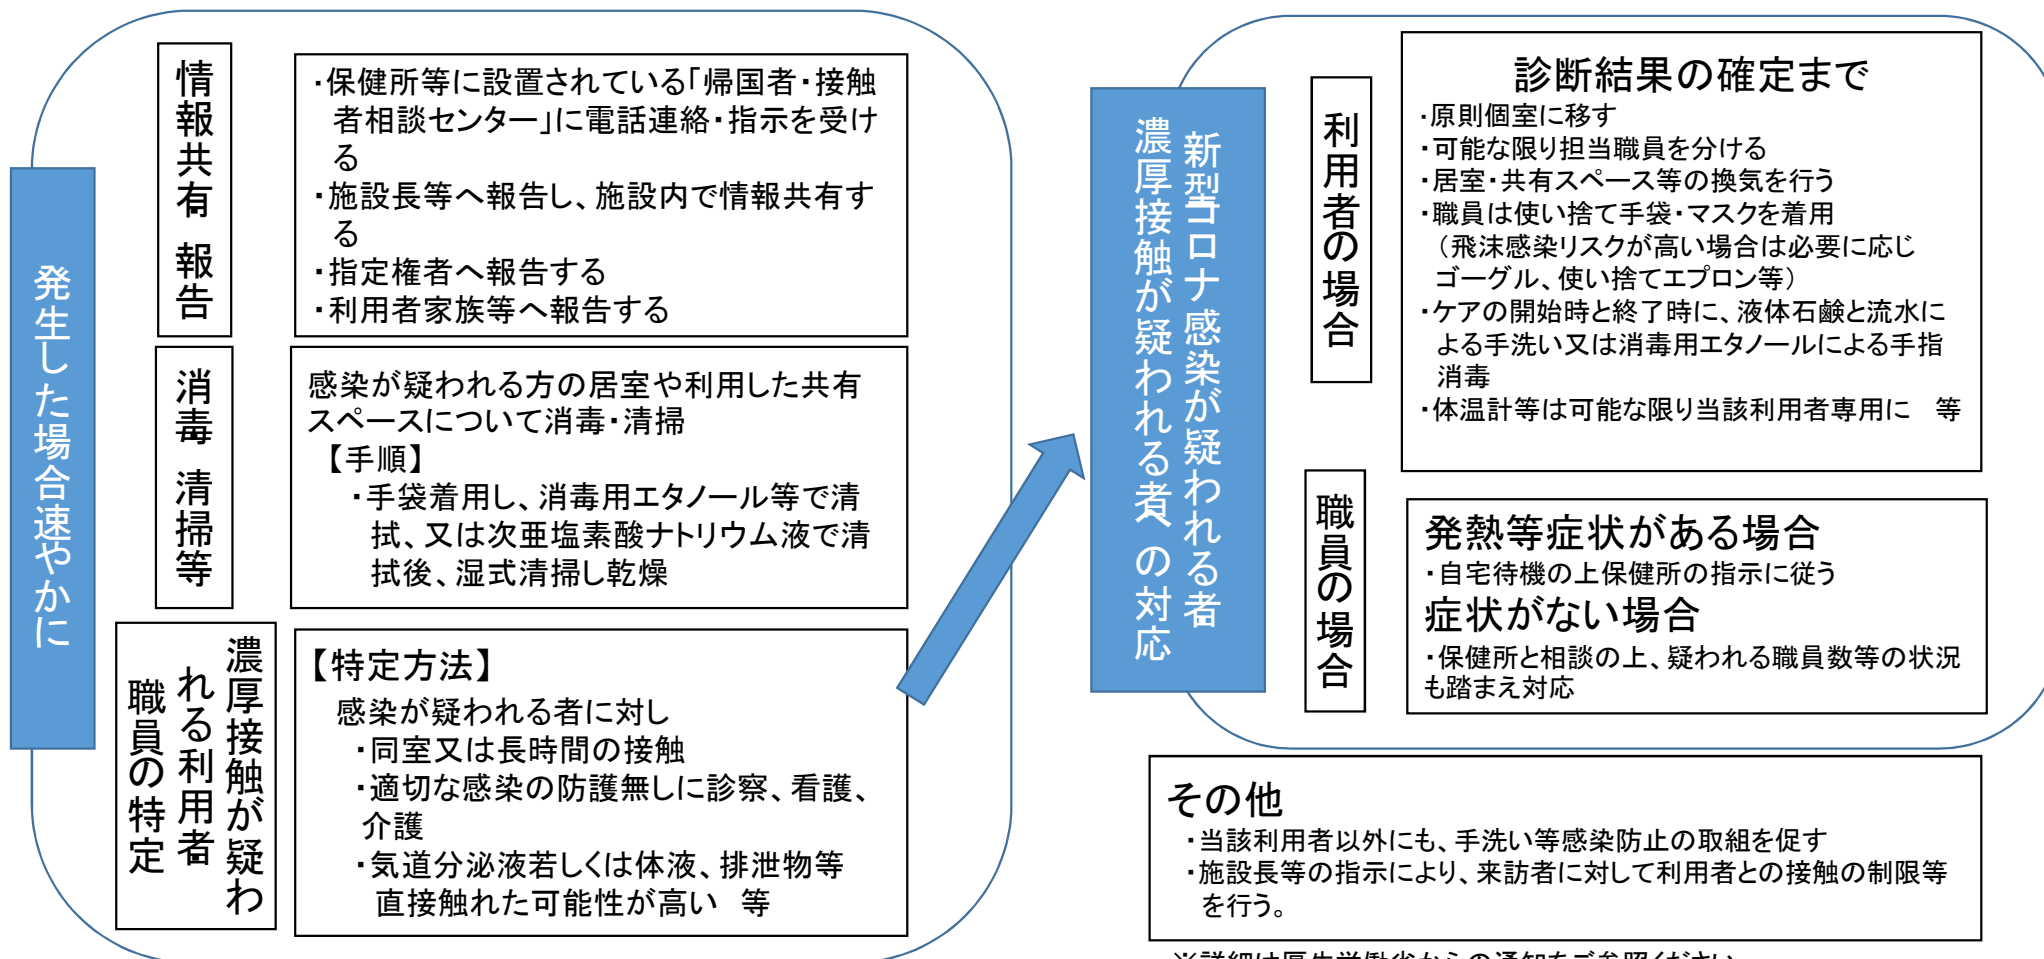 発生した場合速やかに
情報共有・報告
・保健所等に設置されている「帰国者・接触
者相談センター」に電話連絡・指示を受け
る
・施設長等へ報告し、施設内で情報共有す
る
・指定権者へ報告する
・利用者家族等へ報告する
消毒・清掃等
感染が疑われる方の居室や利用した共有
スペースについて消毒・清掃
【手順】
・手袋着用し、消毒用エタノール等で清
拭、又は次亜塩素酸ナトリウム液で清
拭後、湿式清掃し乾燥
濃厚接触が疑わ
れる利用者・
職員の特定
【特定方法】
感染が疑われる者に対し
・同室又は長時間の接触
・適切な感染の防護無しに診察、看護、
介護
・気道分泌液若しくは体液、排泄物等
直接触れた可能性が高い　等
新型コロナ感染が疑われる者・
濃厚接触が疑われる者への対応
利用者の場合
診断結果の確定まで
・原則個室に移す
・可能な限り担当職員を分ける
・居室・共有スペース等の換気を行う
・職員は使い捨て手袋・マスクを着用
（飛沫感染リスクが高い場合は必要に応じ
ゴーグル、使い捨てエプロン等）
・ケアの開始時と終了時に、液体石鹸と流水に
よる手洗い又は消毒用エタノールによる手指
消毒
・体温計等は可能な限り当該利用者専用に　等
職員の場合
発熱等症状がある場合
・自宅待機の上保健所の指示に従う
症状がない場合
・保健所と相談の上、疑われる職員数等の状況
も踏まえ対応
その他
・当該利用者以外にも、手洗い等感染防止の取組を促す
・施設長等の指示により、来訪者に対して利用者との接触の制限等
を行う。
※詳細は厚生労働省からの通知をご参照ください